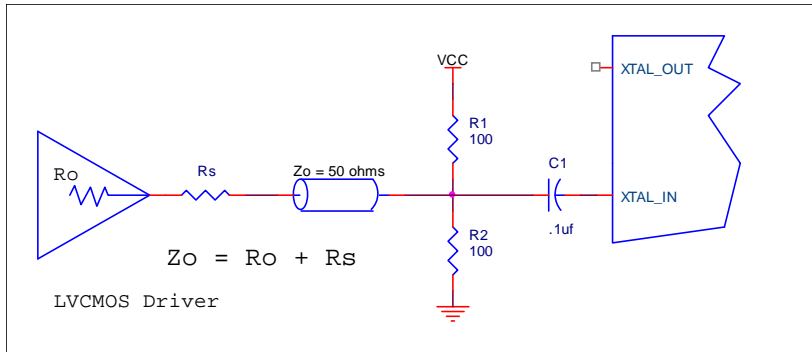 VCC
XTAL_OUT
R1
100
Ro
Rs
Zo = 50 ohms
C1
XTAL_IN
.1uf
R2
100
Zo = Ro + Rs
LVCMOS Driver